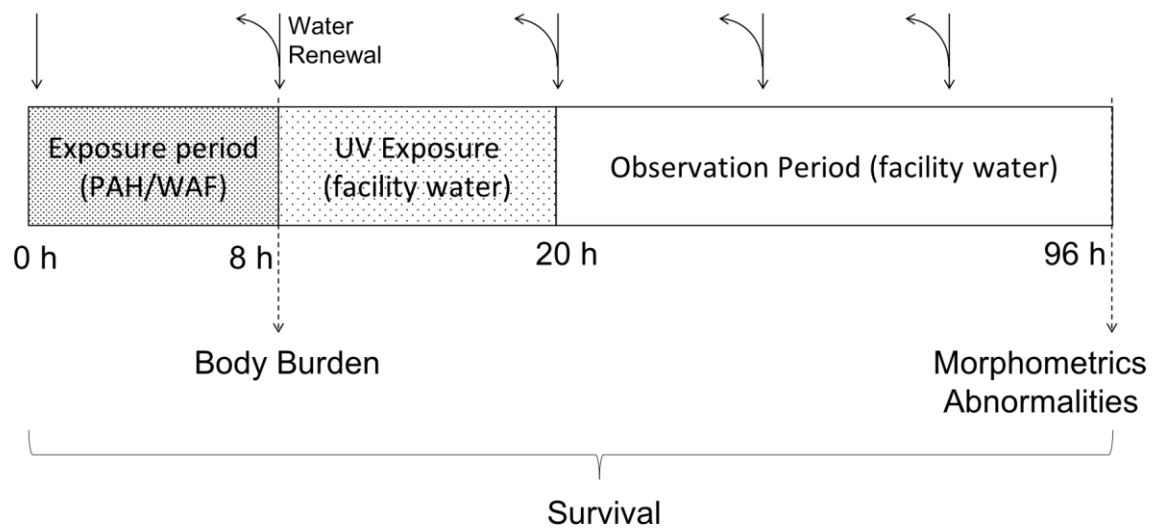 Water
Renewal
Exposure period
(PAH/WAF)
UV Exposure
(facility water)
Observation Period (facility water)
0 h
8 h
20 h
96 h
Body Burden
Morphometrics
Abnormalities
Survival